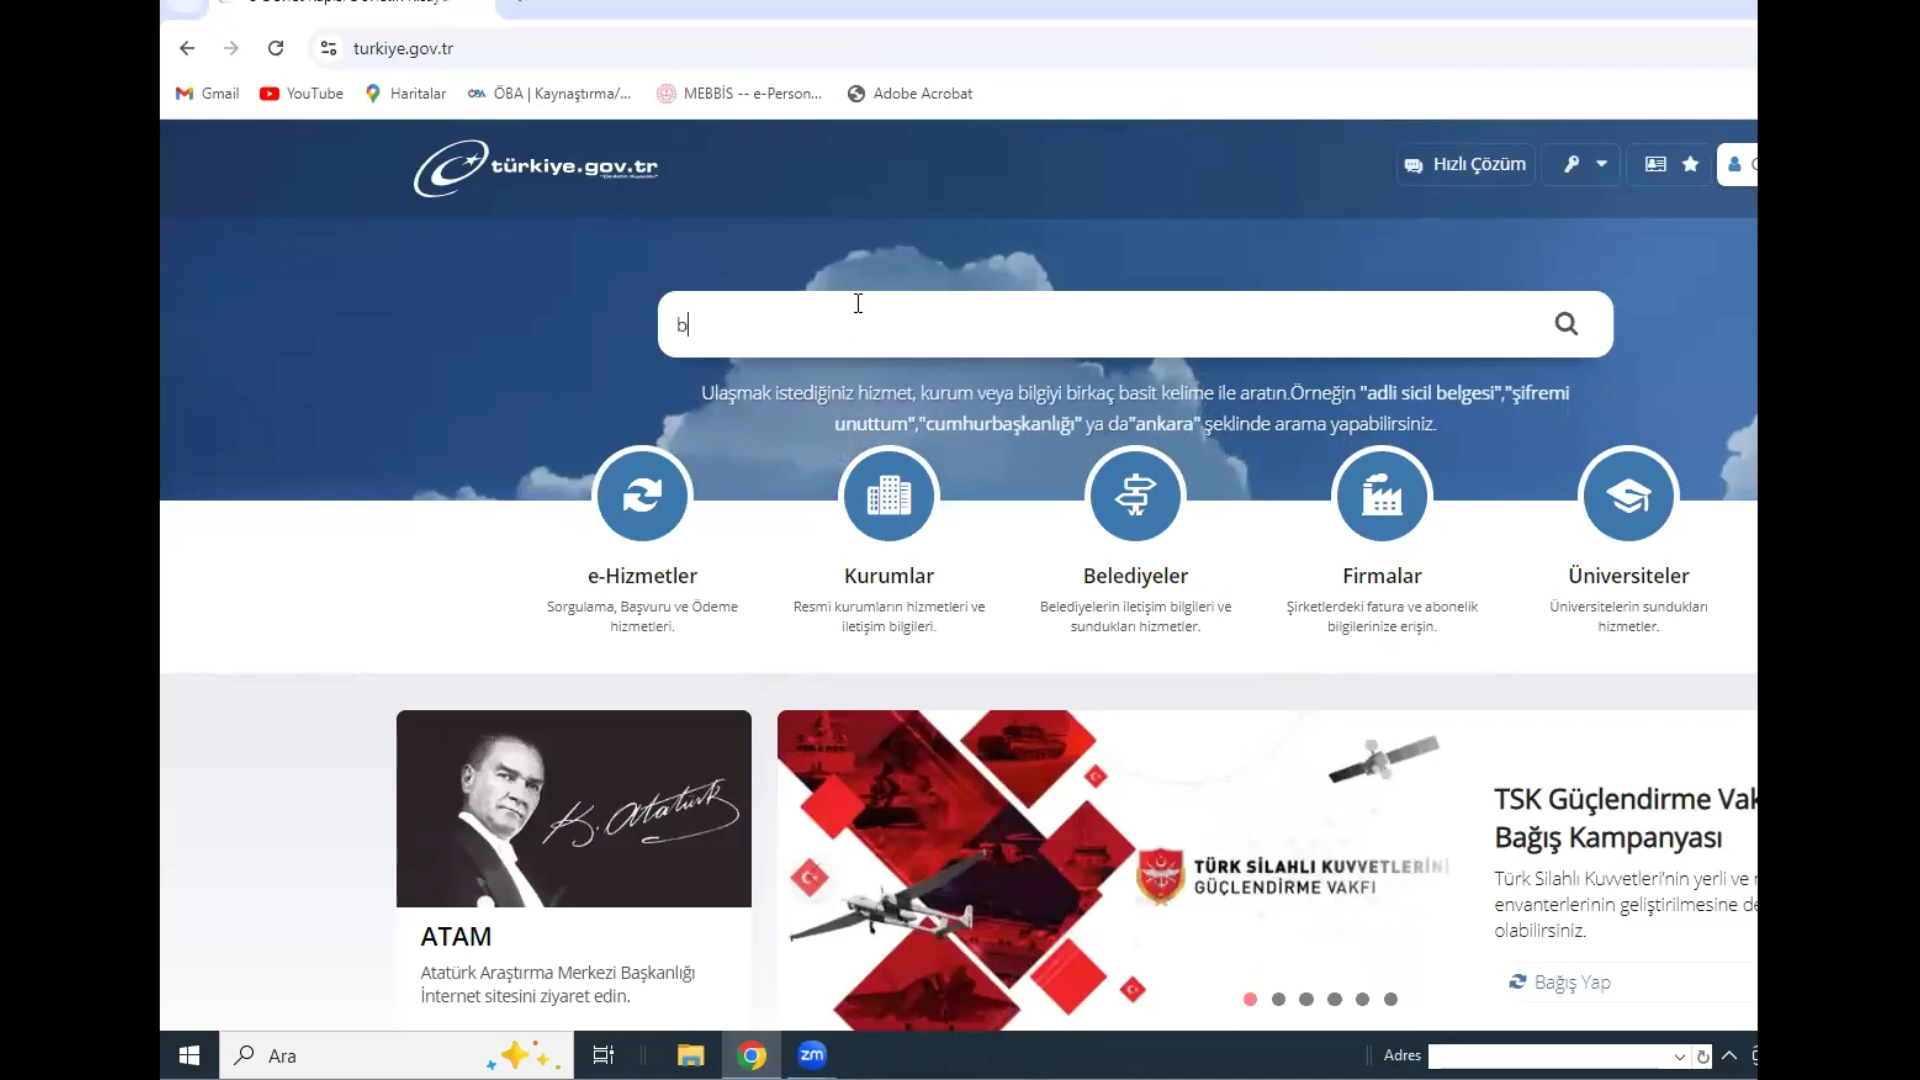 turkiye.gov.tr
Gmail
YouTube
Haritalar
ÖBA | Kaynaştırma/...
MEBBİS -- e-Person...
Adobe Acrobat
türkiye.gov.tr
Hızlı Çözüm
b
Ulaşmak istediğiniz hizmet, kurum veya bilgiyi birkaç basit kelime ile aratın.Örneğin "adli sicil belgesi","şifremi
unuttum","cumhurbaşkanlığı" ya da"ankara" şeklinde arama yapabilirsiniz.
e-Hizmetler
Sorgulama, Başvuru ve Ödeme
hizmetleri.
Kurumlar
Resmi kurumların hizmetleri ve
iletişim bilgileri.
Belediyeler
Belediyelerin iletişim bilgileri ve
sundukları hizmetler.
Firmalar
Şirketlerdeki fatura ve abonelik
bilgilerinize erişin.
Üniversiteler
Üniversitelerin sundukları
hizmetler.
K. Atatürk
ATAM
Atatürk Araştırma Merkezi Başkanlığı
İnternet sitesini ziyaret edin.
TÜRK SİLAHLI KUVVETLERİNİ
GÜÇLENDİRME VAKFI
TSK Güçlendirme Vak
Bağış Kampanyası
Türk Silahlı Kuvvetleri'nin yerli ve
envanterlerinin geliştirilmesine de
olabilirsiniz.
Bağış Yap
Ara
zm
Adres